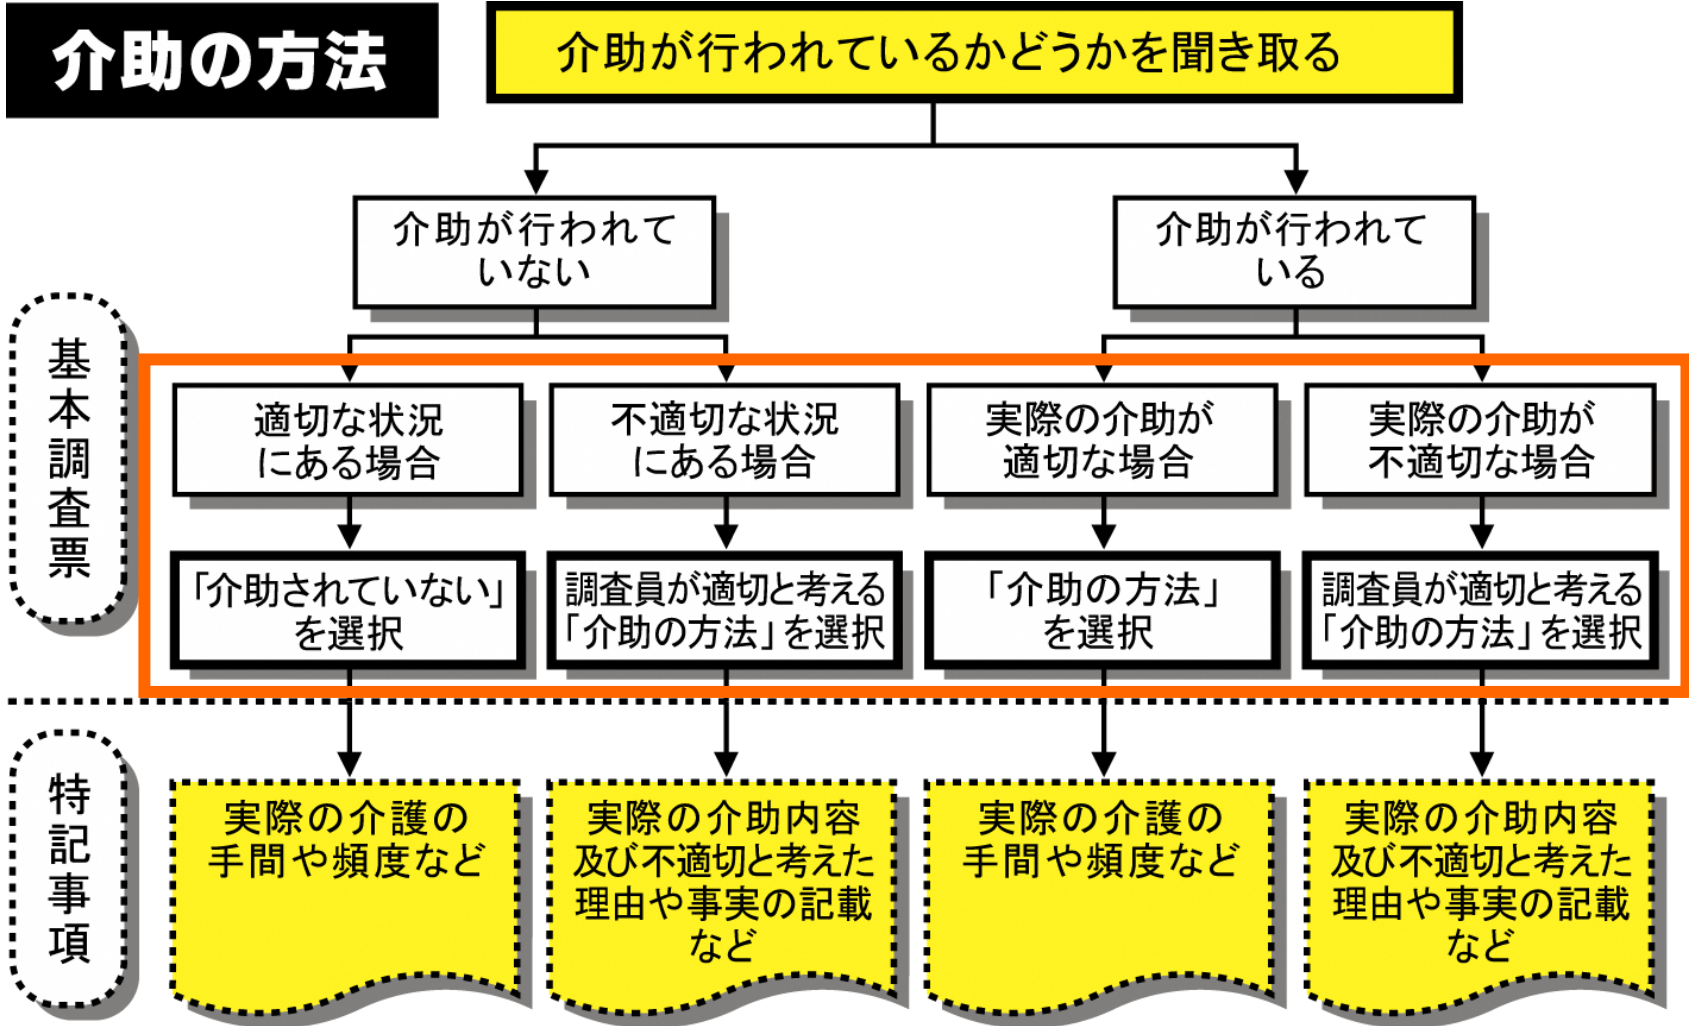 介助の方法
介助が行われているかどうかを聞き取る
介助が行われて
いない
介助が行われて
いる
基本調査票
適切な状況
にある場合
不適切な状況
にある場合
実際の介助が
適切な場合
実際の介助が
不適切な場合
「介助されていない」
を選択
調査員が適切と考える
「介助の方法」を選択
「介助の方法」
を選択
調査員が適切と考える
「介助の方法」を選択
特記事項
実際の介護の
手間や頻度など
実際の介助内容
及び不適切と考えた
理由や事実の記載
など
実際の介護の
手間や頻度など
実際の介助内容
及び不適切と考えた
理由や事実の記載
など